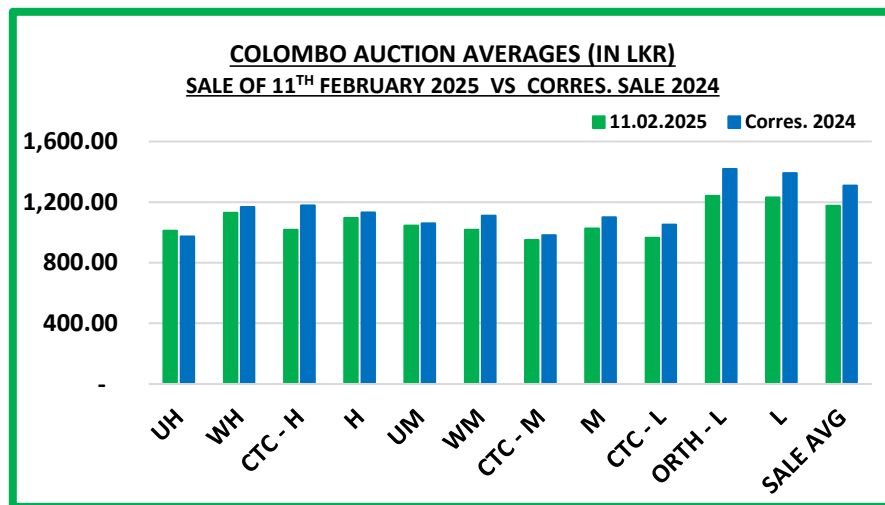 COLOMBO AUCTION AVERAGES (IN LKR)
SALE OF 11TH FEBRUARY 2025 VS CORRES. SALE 2024
11.02.2025 Corres. 2024
1,600.00
1,200.00
800.00
400.00
-
UH WH CTC - H H UM WM CTC - M M CTC - L ORTH - L L SALE AVG